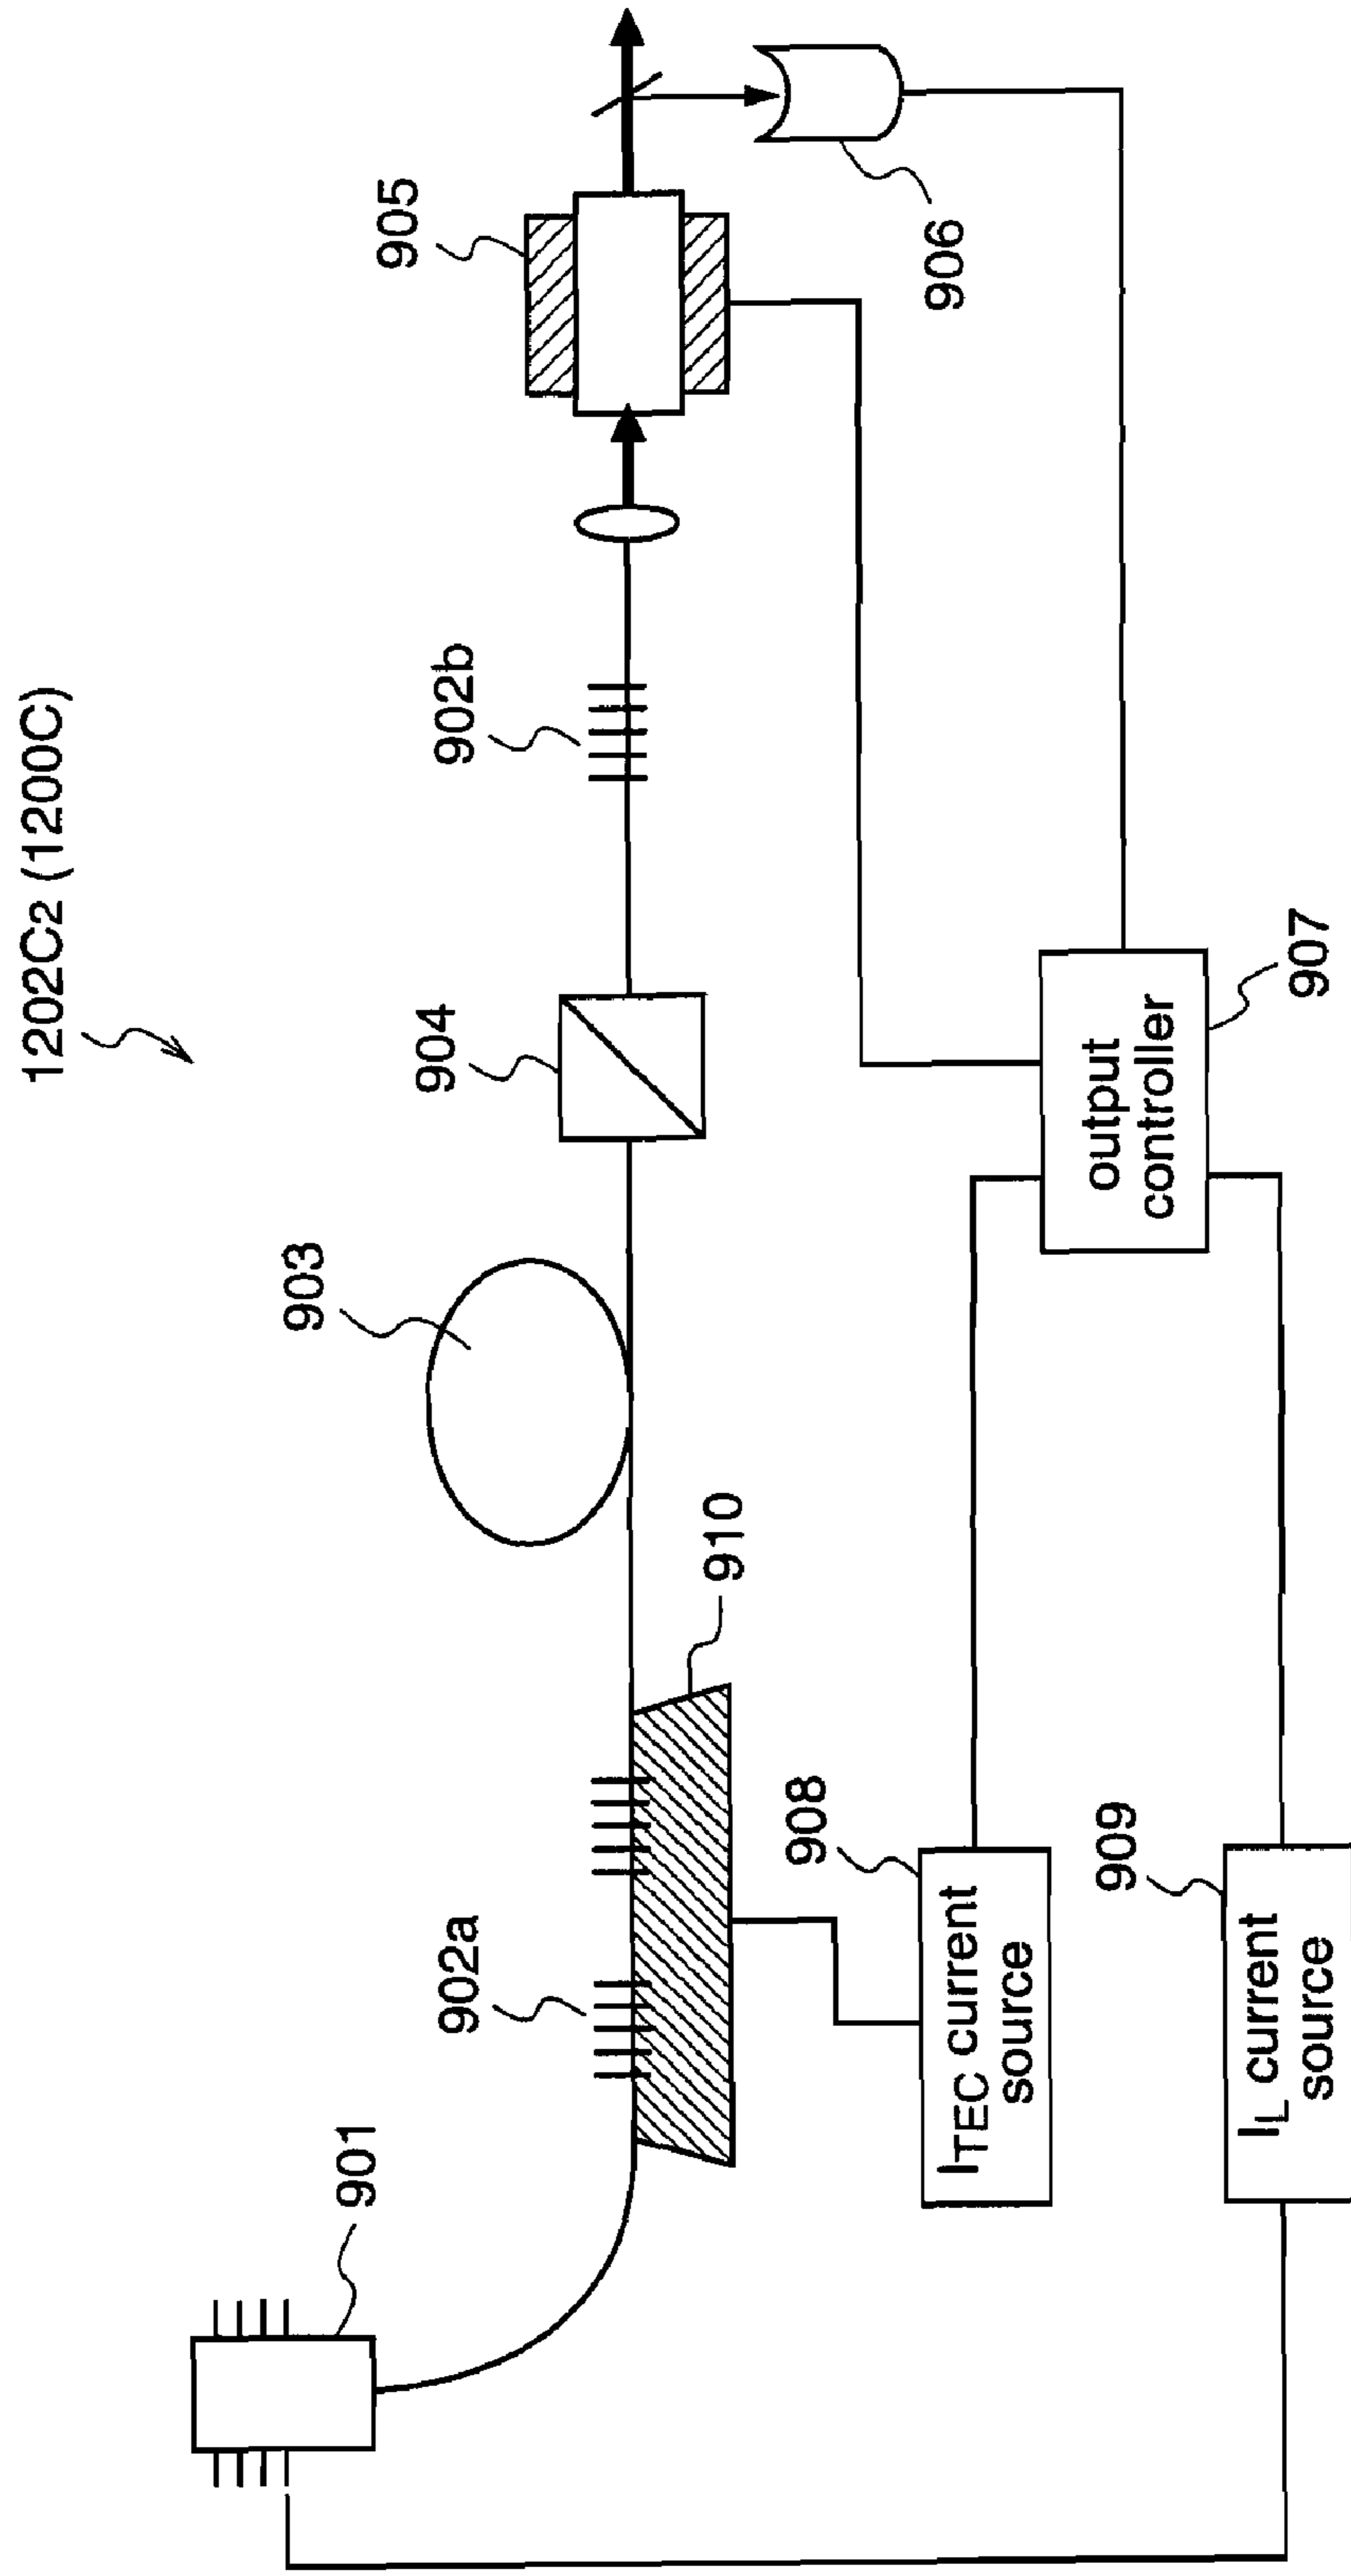 1202C2 (1200C)
901
902a
910
903
904
902b
905
906
907
output
controller
908
ITEC current
source
909
IL current
source